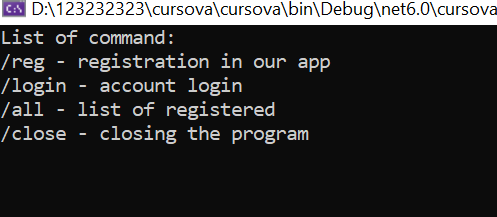 D:\123232323\cursova\cursova\bin\Debug\net6.0\cursova
List of command:
/reg - registration in our app
/login - account login
/all - list of registered
/close - closing the program